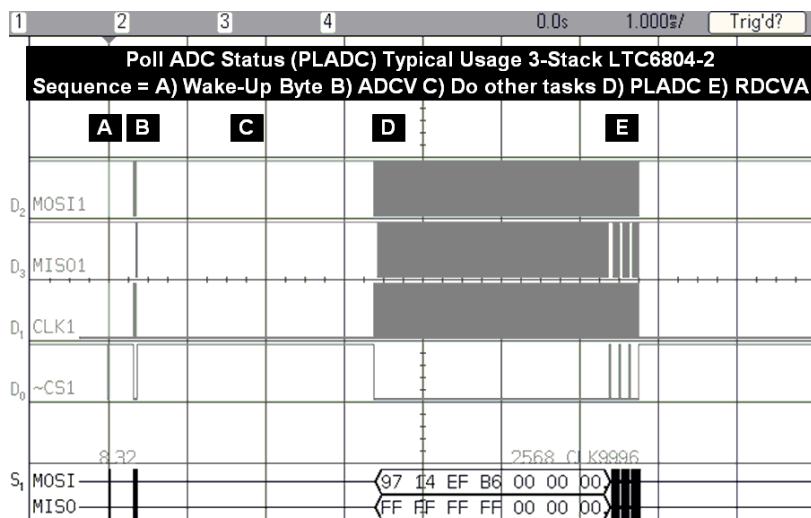 1 2 3 4 0.0s 1.000ms/ Trig'd?
Poll ADC Status (PLADC) Typical Usage 3-Stack LTC6804-2
Sequence = A) Wake-Up Byte B) ADCV C) Do other tasks D) PLADC E) RDCVA
A B C D E
D2 MOSI1
D3 MISO1
D1 CLK1
D0 ~CS1
8.32 2568 CLK9996
S1 MOSI 97 14 EF B6 00 00 00
MISO FF FF FF FF 00 00 00